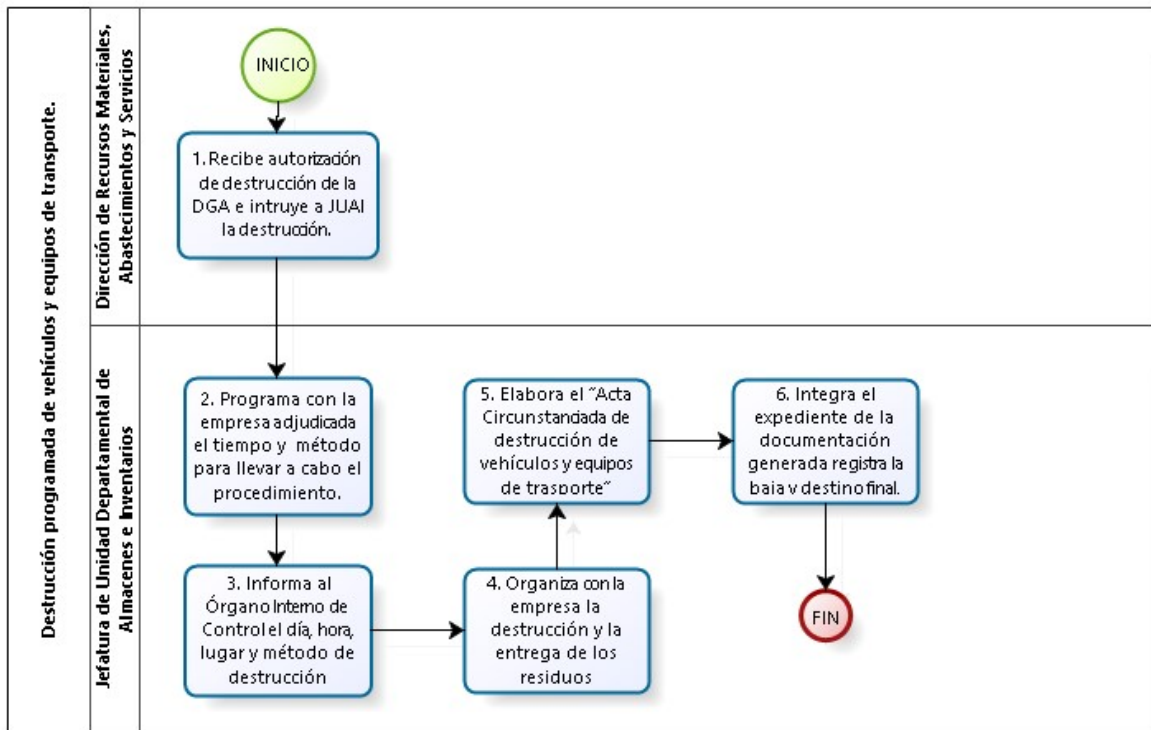 Destrucción programada de vehículos y equipos de transporte.
Dirección de Recursos Materiales,
Abastecimientos y Servicios
INICIO
1. Recibe autorización
de destrucción de la
DGA e intruye a JUAI
la destrucción.
Jefatura de Unidad Departamental de
Almacenes e Inventarios
2. Programa con la
empresa adjudicada
el tiempo y método
para llevar a cabo el
procedimiento.
3. Informa al
Órgano Interno de
Control el día, hora,
lugar y método de
destrucción
4. Organiza con la
empresa la
destrucción y la
entrega de los
residuos
5. Elabora el “Acta
Circunstanciada de
destrucción de
vehículos y equipos
de trasporte”
6. Integra el
expediente de la
documentación
generada registra la
baja y destino final.
FIN